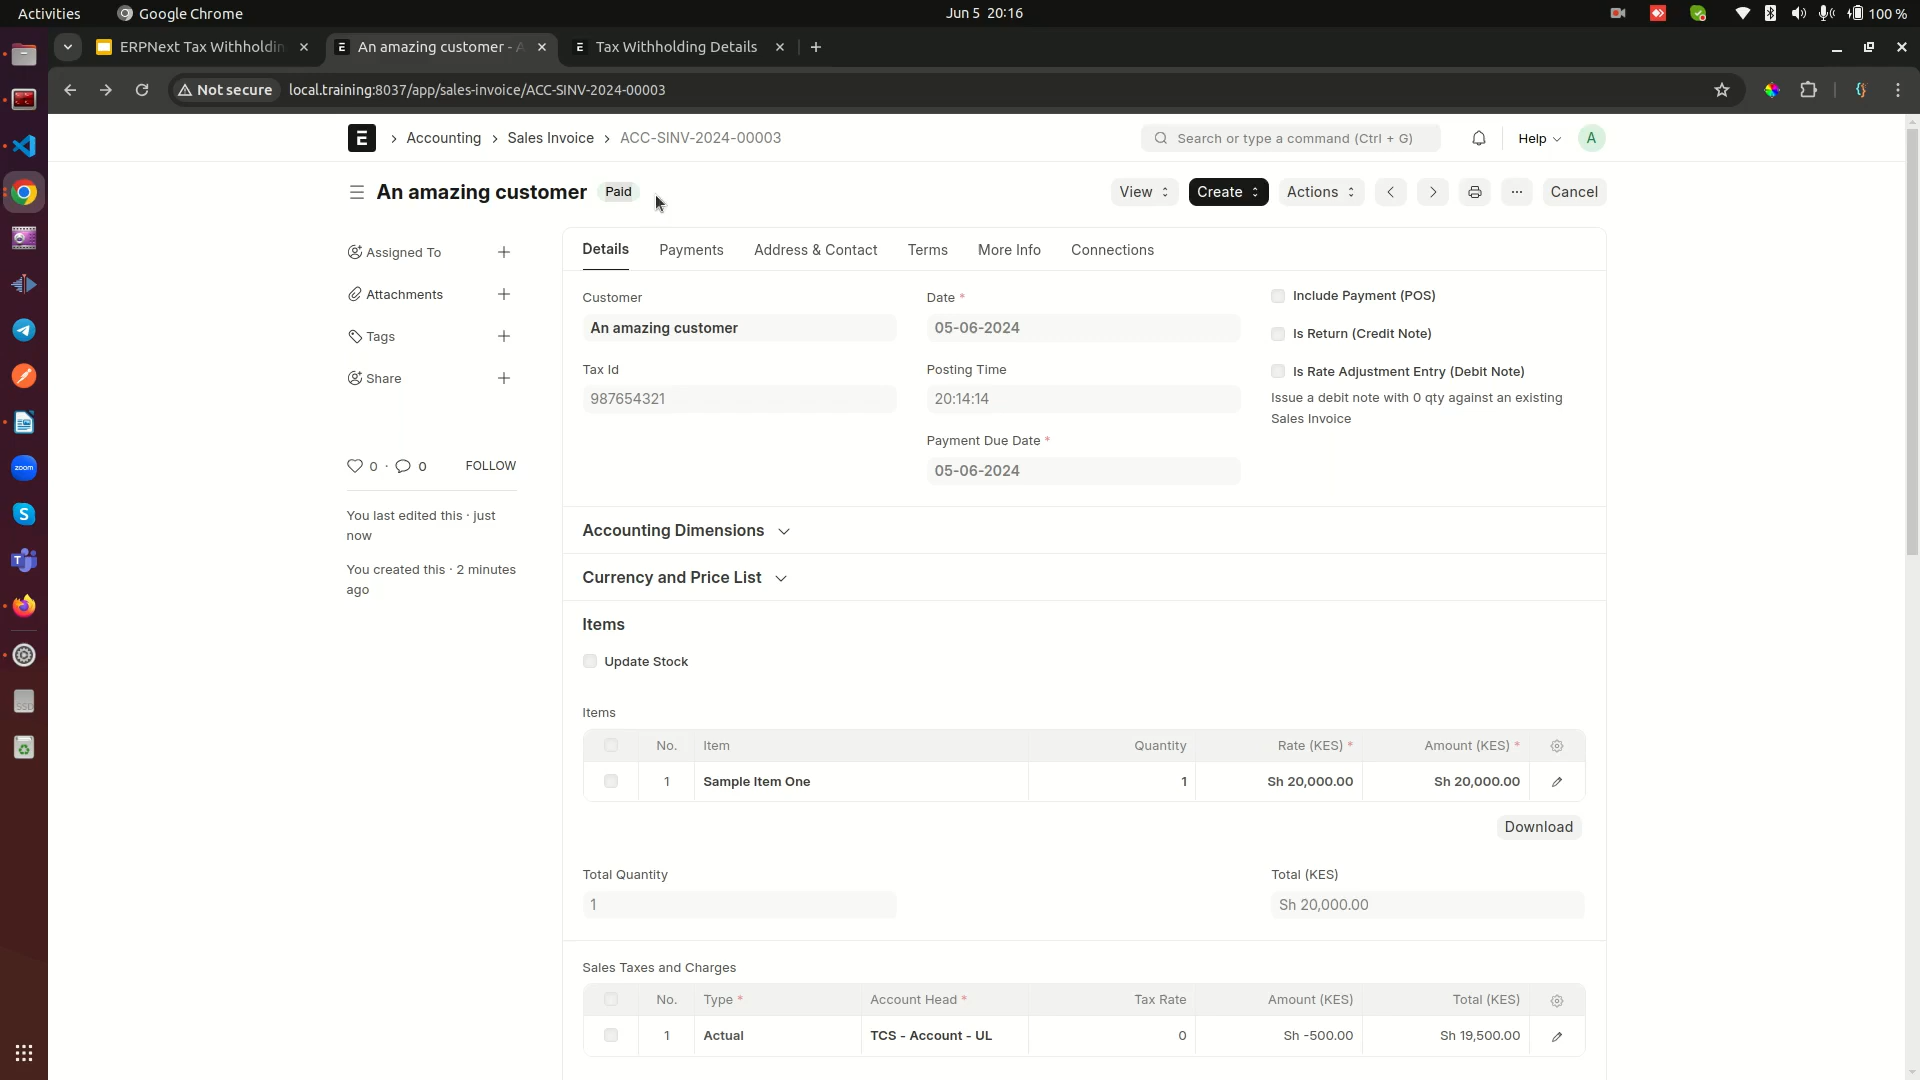 Activities
Google Chrome
Jun 5 20:16
100 %
ERPNext Tax Withholdin
An amazing customer - A
Tax Withholding Details
Not secure
local.training:8037/app/sales-invoice/ACC-SINV-2024-00003
E
Accounting
Sales Invoice
ACC-SINV-2024-00003
Search or type a command (Ctrl + G)
Help
A
An amazing customer
Paid
View
Create
Actions
Cancel
Assigned To
Attachments
Tags
Share
0 · 0
FOLLOW
You last edited this · just
now
You created this · 2 minutes
ago
Details
Payments
Address & Contact
Terms
More Info
Connections
Customer
An amazing customer
Tax Id
987654321
Date *
05-06-2024
Posting Time
20:14:14
Payment Due Date *
05-06-2024
Include Payment (POS)
Is Return (Credit Note)
Is Rate Adjustment Entry (Debit Note)
Issue a debit note with 0 qty against an existing
Sales Invoice
Accounting Dimensions
Currency and Price List
Items
Update Stock
Items
No. Item Quantity Rate (KES) * Amount (KES) *
1 Sample Item One 1 Sh 20,000.00 Sh 20,000.00
Download
Total Quantity
1
Total (KES)
Sh 20,000.00
Sales Taxes and Charges
No. Type * Account Head * Tax Rate Amount (KES) Total (KES)
1 Actual TCS - Account - UL 0 Sh -500.00 Sh 19,500.00
zoom
SSD